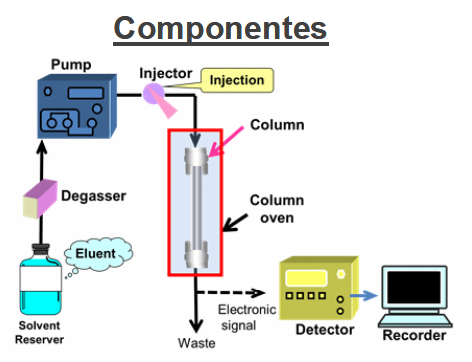 Componentes
Pump
Injector
Injection
Column
Degasser
Column
oven
Eluent
Solvent
Reserver
Electronic
signal
Waste
Detector
Recorder